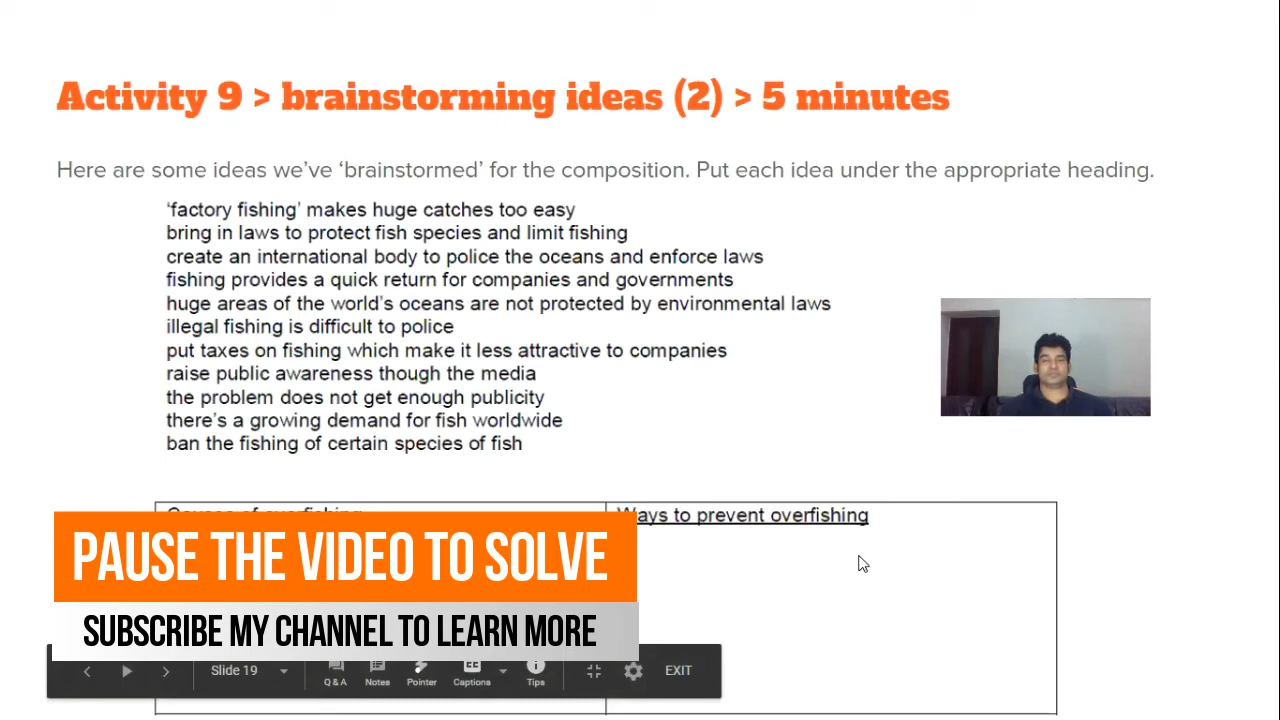 Activity 9 > brainstorming ideas (2) > 5 minutes
Here are some ideas we've 'brainstormed' for the composition. Put each idea under the appropriate heading.
'factory fishing' makes huge catches too easy
bring in laws to protect fish species and limit fishing
create an international body to police the oceans and enforce laws
fishing provides a quick return for companies and governments
huge areas of the world's oceans are not protected by environmental laws
illegal fishing is difficult to police
put taxes on fishing which make it less attractive to companies
raise public awareness though the media
the problem does not get enough publicity
there's a growing demand for fish worldwide
ban the fishing of certain species of fish
Causes of overfishing
Ways to prevent overfishing
PAUSE THE VIDEO TO SOLVE
SUBSCRIBE MY CHANNEL TO LEARN MORE
Slide 19
Q & A
Notes
Pointer
Captions
Tips
EXIT